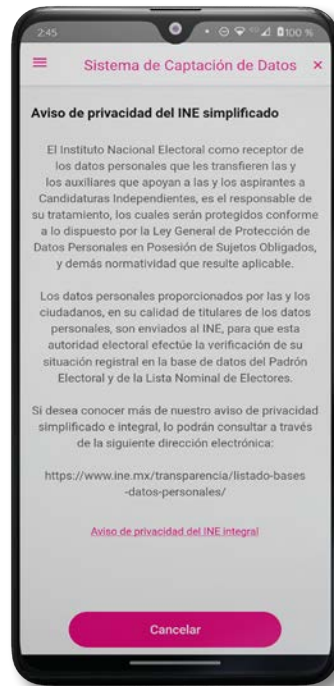 2:45
100 %
Sistema de Captación de Datos ×
Aviso de privacidad del INE simplificado
El Instituto Nacional Electoral como receptor de
los datos personales que les transfieren las y
los auxiliares que apoyan a las y los aspirantes a
Candidaturas Independientes, es el responsable de
su tratamiento, los cuales serán protegidos conforme
a lo dispuesto por la Ley General de Protección de
Datos Personales en Posesión de Sujetos Obligados,
y demás normatividad que resulte aplicable.
Los datos personales proporcionados por las y los
ciudadanos, en su calidad de titulares de los datos
personales, son enviados al INE, para que esta
autoridad electoral efectúe la verificación de su
situación registral en la base de datos del Padrón
Electoral y de la Lista Nominal de Electores.
Si desea conocer más de nuestro aviso de privacidad
simplificado e integral, lo podrán consultar a través
de la siguiente dirección electrónica:
https://www.ine.mx/transparencia/listado-bases
-datos-personales/
Aviso de privacidad del INE integral
Cancelar